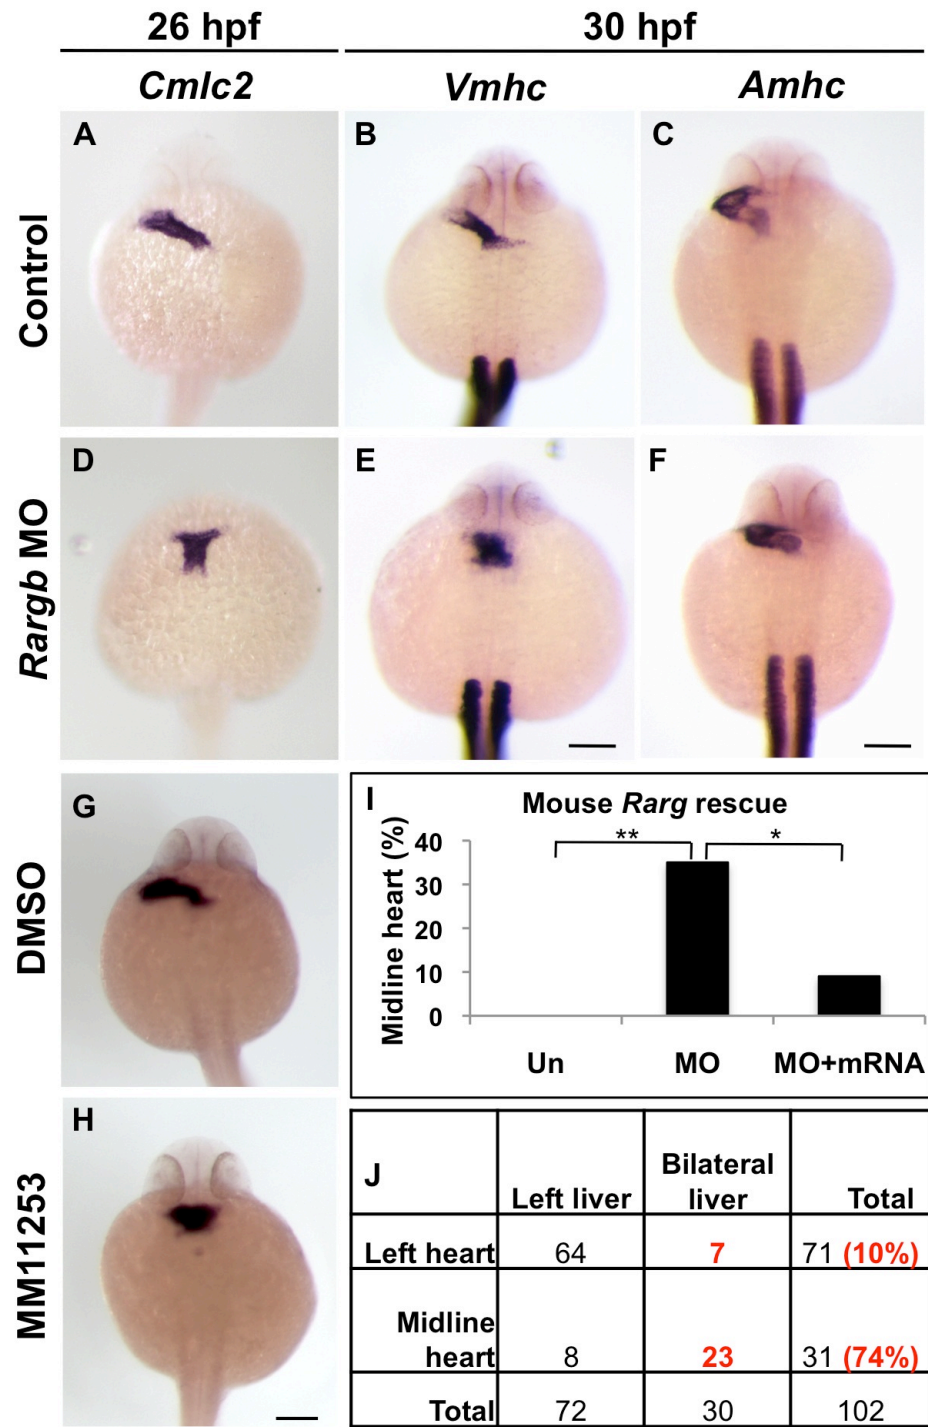 26 hpf
30 hpf
Cmlc2
Vmhc
Amhc
Control
A
B
C
Rargb MO
D
E
F
DMSO
G
I
Mouse Rarg rescue
Midline heart (%)
40
30
20
10
0
**
*
Un
MO
MO+mRNA
MM11253
H
J
Left liver
Bilateral
liver
Total
Left heart
64
7
71 (10%)
Midline
heart
8
23
31 (74%)
Total
72
30
102